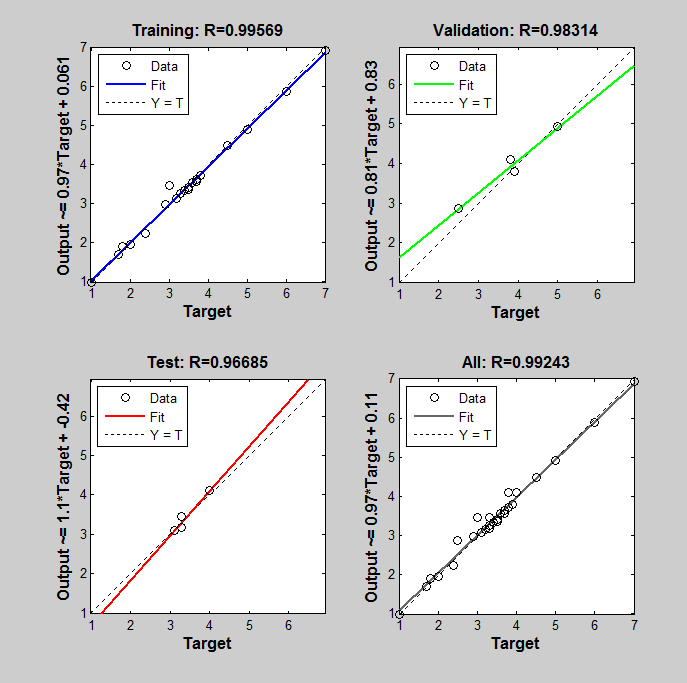 Training: R=0.99569
Output ~= 0.97*Target + 0.061
Data
Fit
Y = T
7
6
5
4
3
2
1
1 2 3 4 5 6 7
Target
Validation: R=0.98314
Output ~= 0.81*Target + 0.83
Data
Fit
Y = T
6
5
4
3
2
1
1 2 3 4 5 6
Target
Test: R=0.96685
Output ~= 1.1*Target + -0.42
Data
Fit
Y = T
6
5
4
3
2
1
1 2 3 4 5 6
Target
All: R=0.99243
Output ~= 0.97*Target + 0.11
Data
Fit
Y = T
7
6
5
4
3
2
1
1 2 3 4 5 6 7
Target